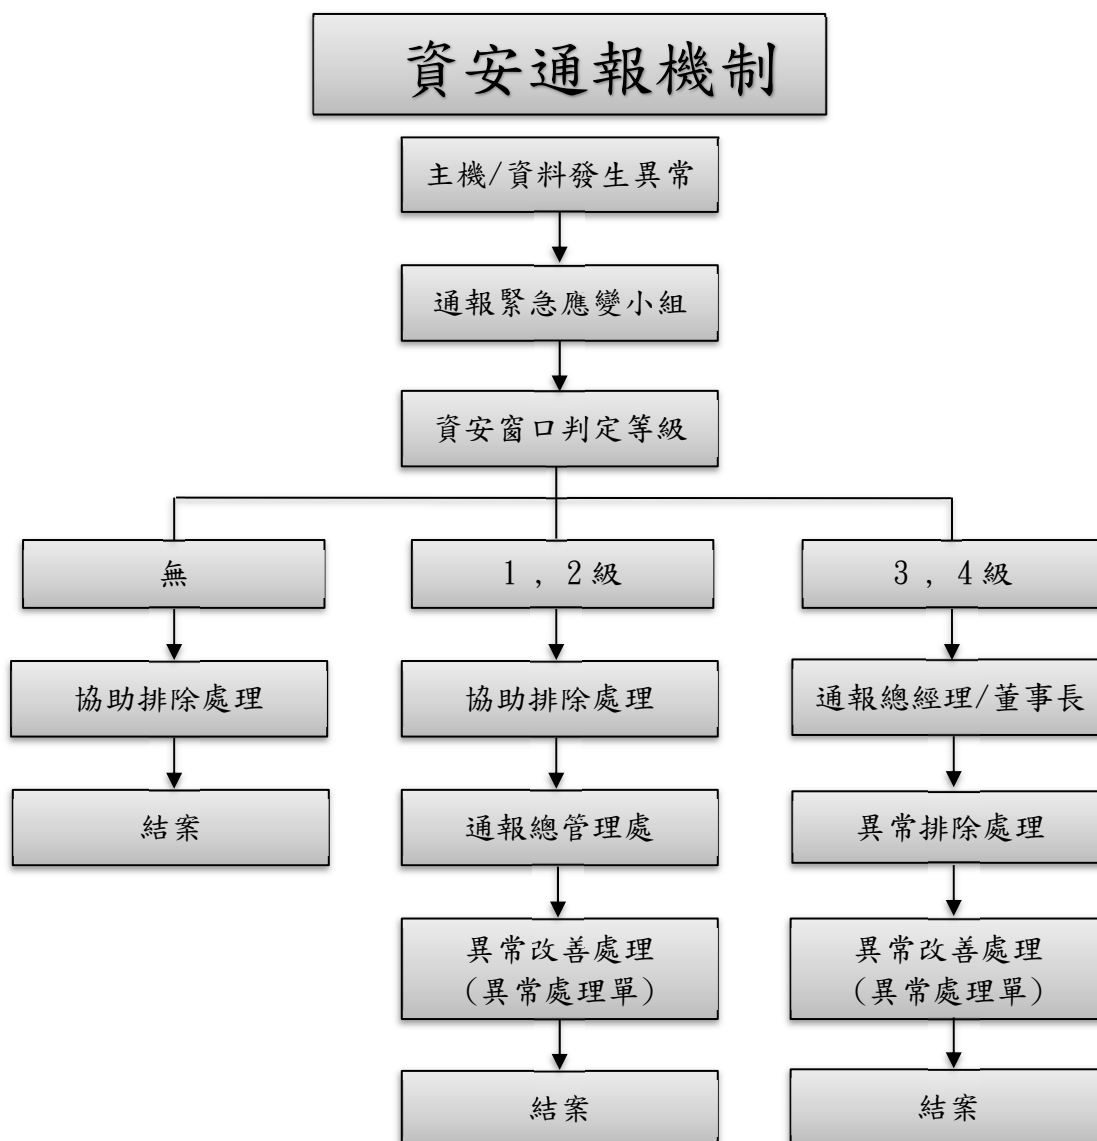 資安通報機制
主機/資料發生異常
通報緊急應變小組
資安窗口判定等級
無
1，2級
3，4級
協助排除處理
協助排除處理
通報總經理/董事長
結案
通報總管理處
異常排除處理
異常改善處理
(異常處理單)
異常改善處理
(異常處理單)
結案
結案